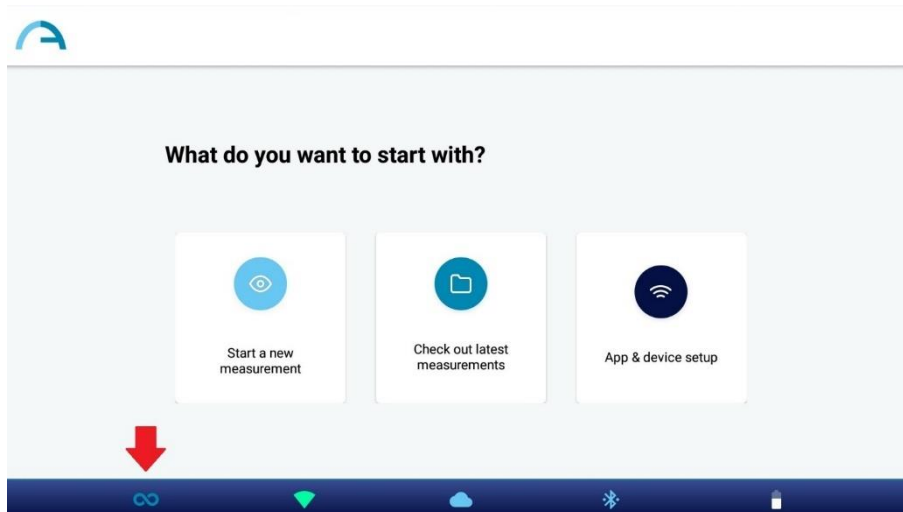 What do you want to start with?
Start a new
measurement
Check out latest
measurements
App & device setup